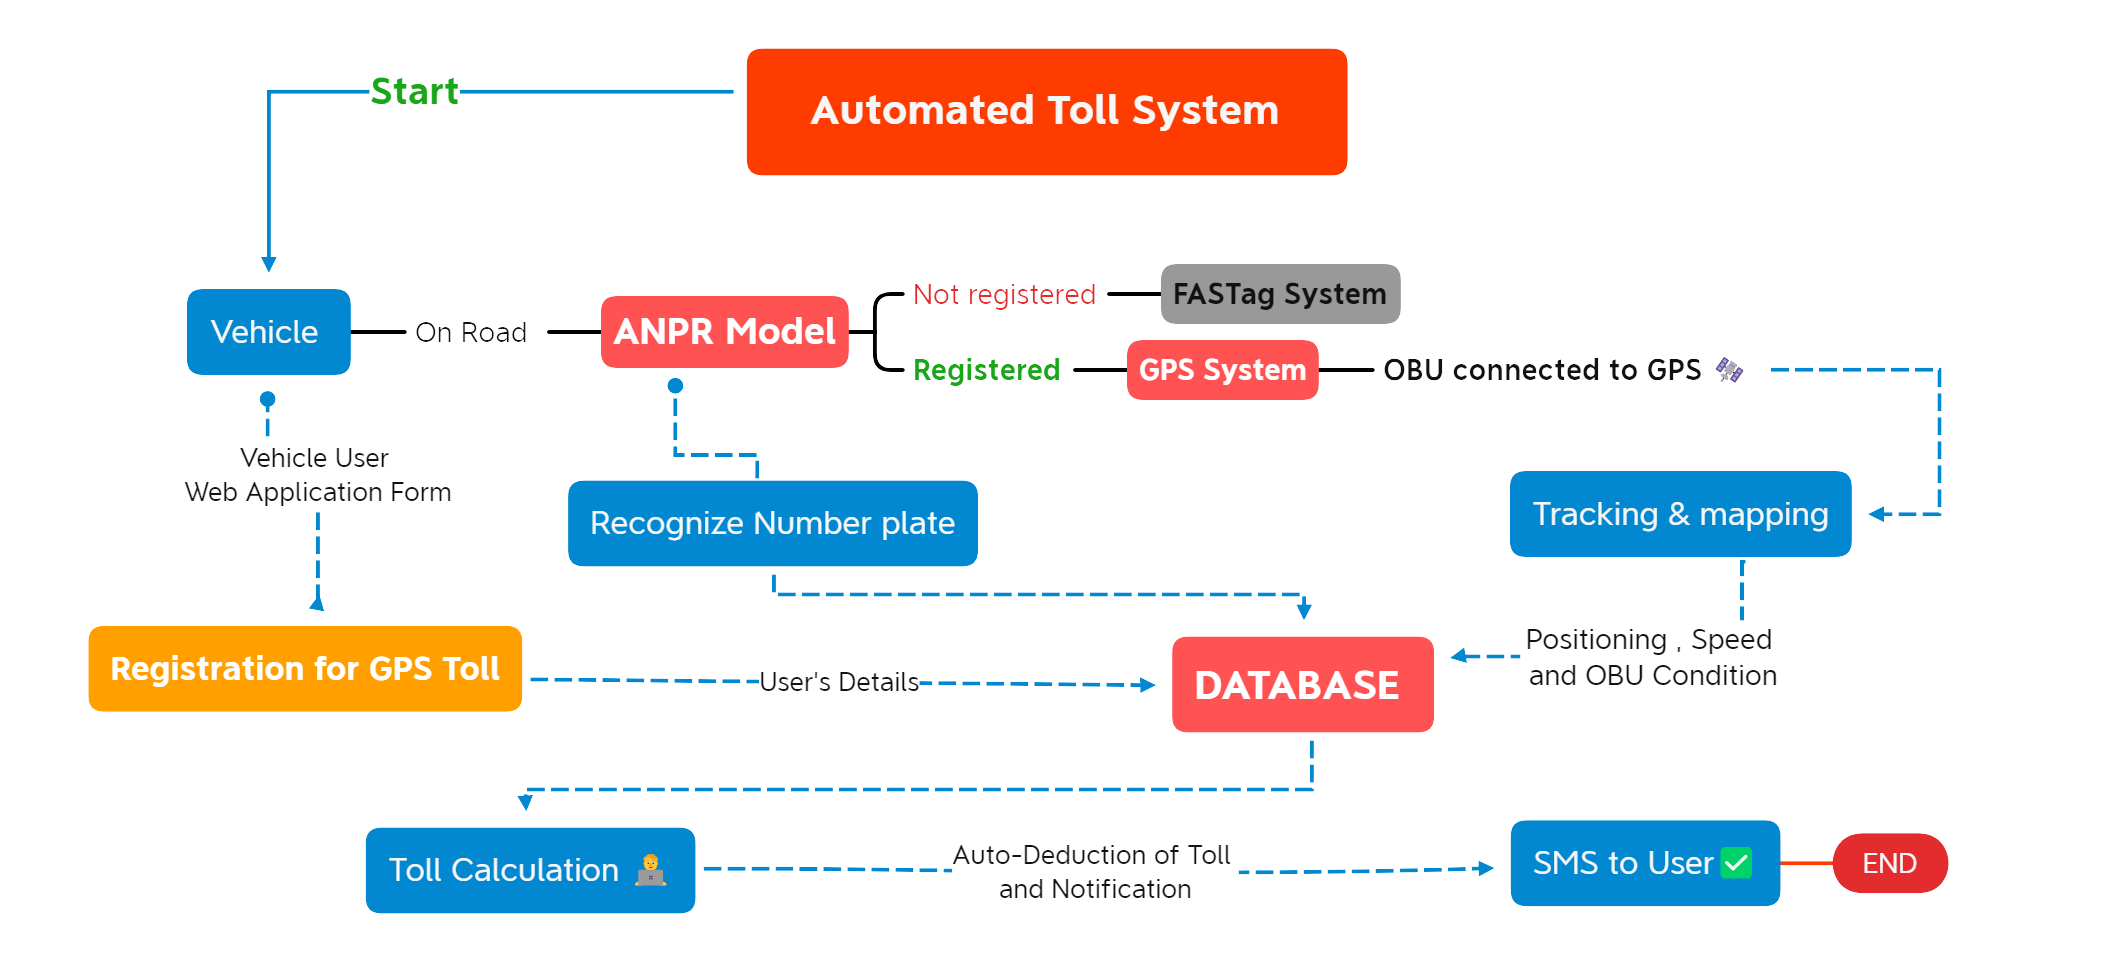 Automated Toll System
Start
Vehicle
On Road
ANPR Model
Not registered
FASTag System
Registered
GPS System
OBU connected to GPS
Vehicle User
Web Application Form
Recognize Number plate
Tracking & mapping
Registration for GPS Toll
User's Details
DATABASE
Positioning , Speed
and OBU Condition
Toll Calculation
Auto-Deduction of Toll
and Notification
SMS to User
END